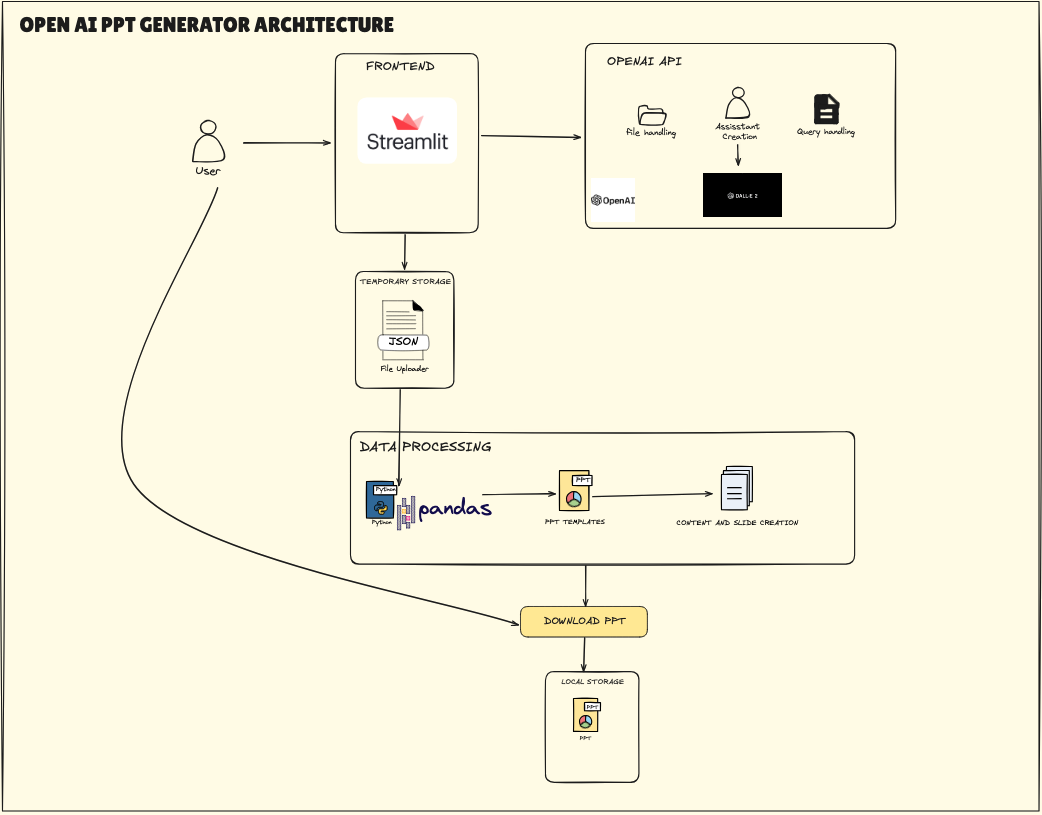 OPEN AI PPT GENERATOR ARCHITECTURE
FRONTEND
Streamlit
OPENAI API
File handling
Assisstant
Creation
Query handling
OpenAI
DALL·E 2
User
TEMPORARY STORAGE
JSON
File Uploader
DATA PROCESSING
Python
Python
pandas
PPT
PPT TEMPLATES
CONTENT AND SLIDE CREATION
DOWNLOAD PPT
LOCAL STORAGE
PPT
PPT